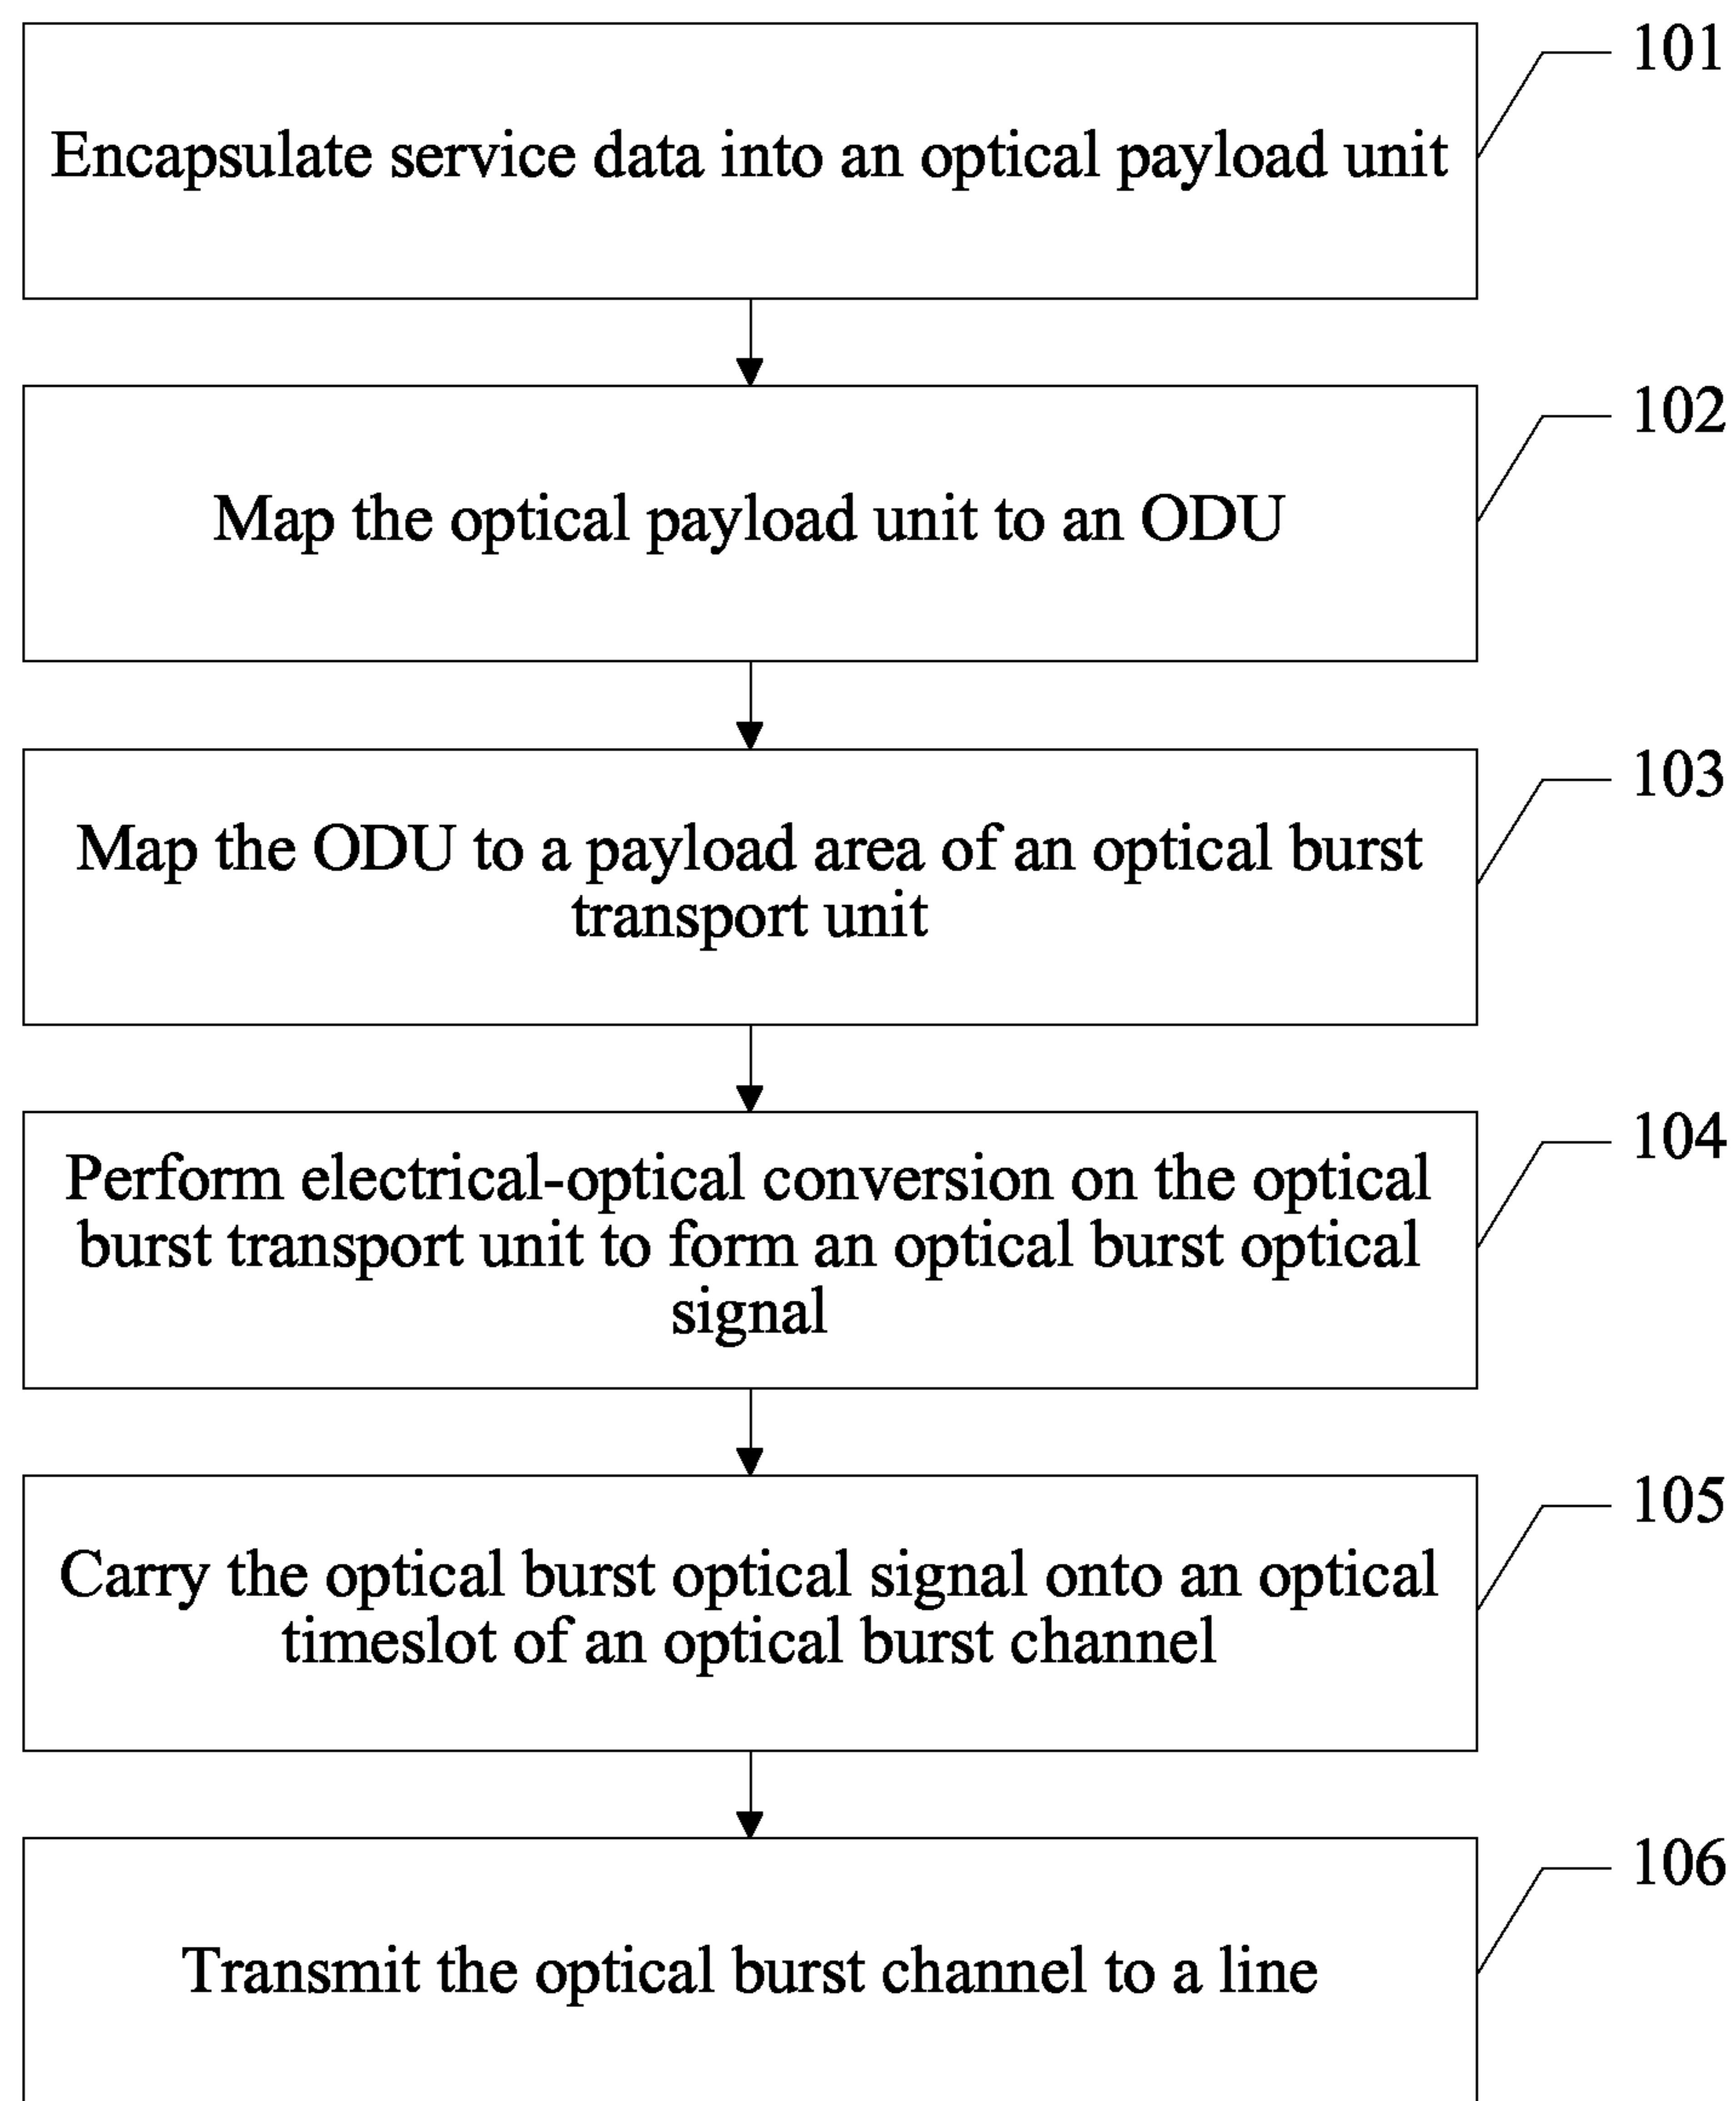 101
Encapsulate service data into an optical payload unit
102
Map the optical payload unit to an ODU
103
Map the ODU to a payload area of an optical burst
transport unit
104
Perform electrical-optical conversion on the optical
burst transport unit to form an optical burst optical
signal
105
Carry the optical burst optical signal onto an optical
timeslot of an optical burst channel
106
Transmit the optical burst channel to a line